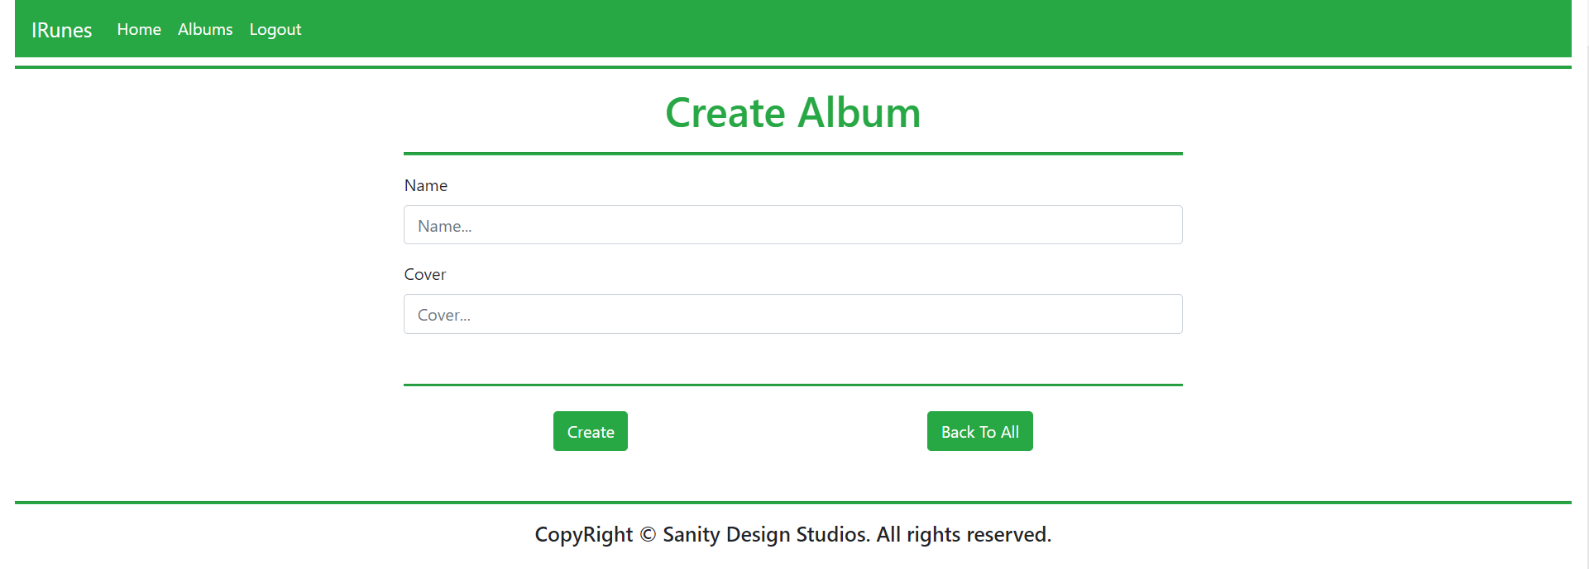 IRunes Home Albums Logout
Create Album
Name
Name...
Cover
Cover...
Create Back To All
CopyRight © Sanity Design Studios. All rights reserved.